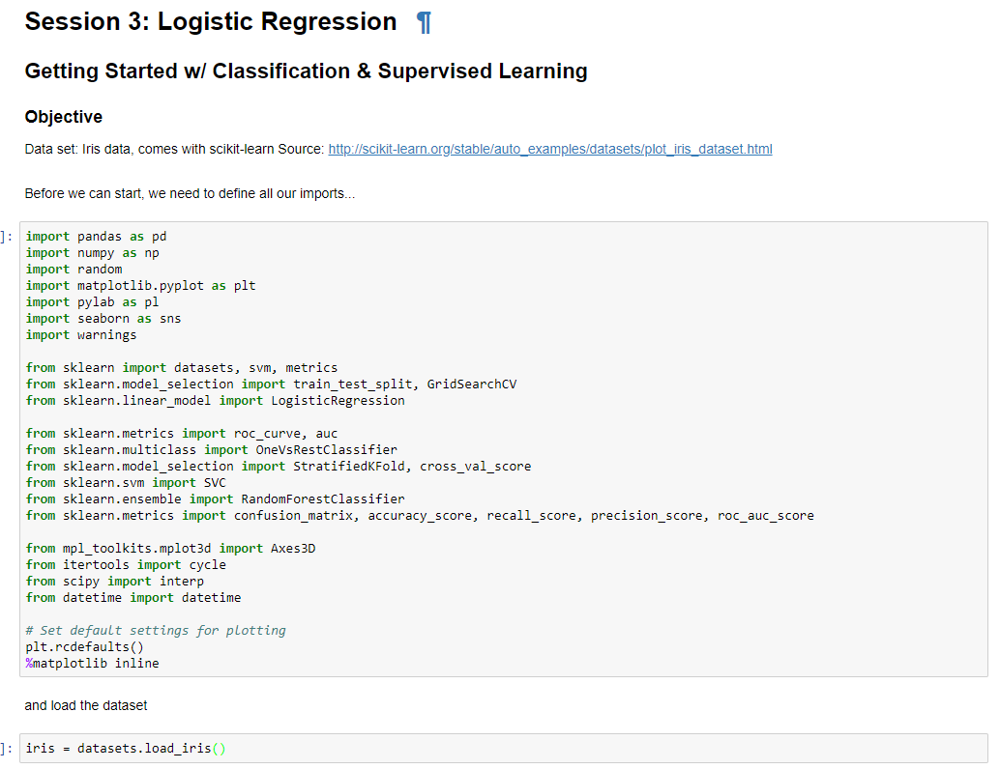 Session 3: Logistic Regression ¶
Getting Started w/ Classification & Supervised Learning
Objective
Data set: Iris data, comes with scikit-learn Source: http://scikit-learn.org/stable/auto_examples/datasets/plot_iris_dataset.html
Before we can start, we need to define all our imports...
]:
import pandas as pd
import numpy as np
import random
import matplotlib.pyplot as plt
import pylab as pl
import seaborn as sns
import warnings
from sklearn import datasets, svm, metrics
from sklearn.model_selection import train_test_split, GridSearchCV
from sklearn.linear_model import LogisticRegression
from sklearn.metrics import roc_curve, auc
from sklearn.multiclass import OneVsRestClassifier
from sklearn.model_selection import StratifiedKFold, cross_val_score
from sklearn.svm import SVC
from sklearn.ensemble import RandomForestClassifier
from sklearn.metrics import confusion_matrix, accuracy_score, recall_score, precision_score, roc_auc_score
from mpl_toolkits.mplot3d import Axes3D
from itertools import cycle
from scipy import interp
from datetime import datetime
# Set default settings for plotting
plt.rcdefaults()
%matplotlib inline
and load the dataset
]:
iris = datasets.load_iris()